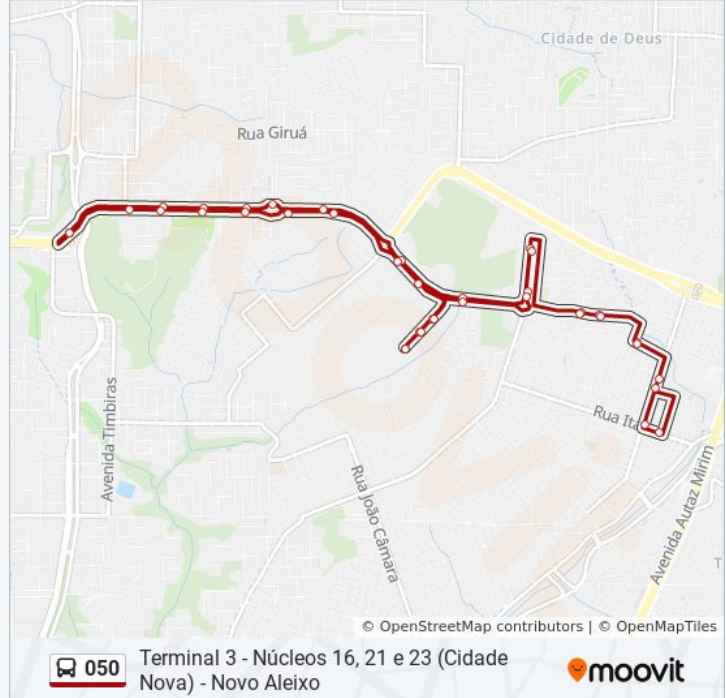 Cidade de Deus
Rua Giruá
Avenida Timbiras
Rua Ita
Rua João Câmara
Avenida Autaz Mirim
T
© OpenStreetMap contributors | © OpenMapTiles
050
Terminal 3 - Núcleos 16, 21 e 23 (Cidade
Nova) - Novo Aleixo
moovit